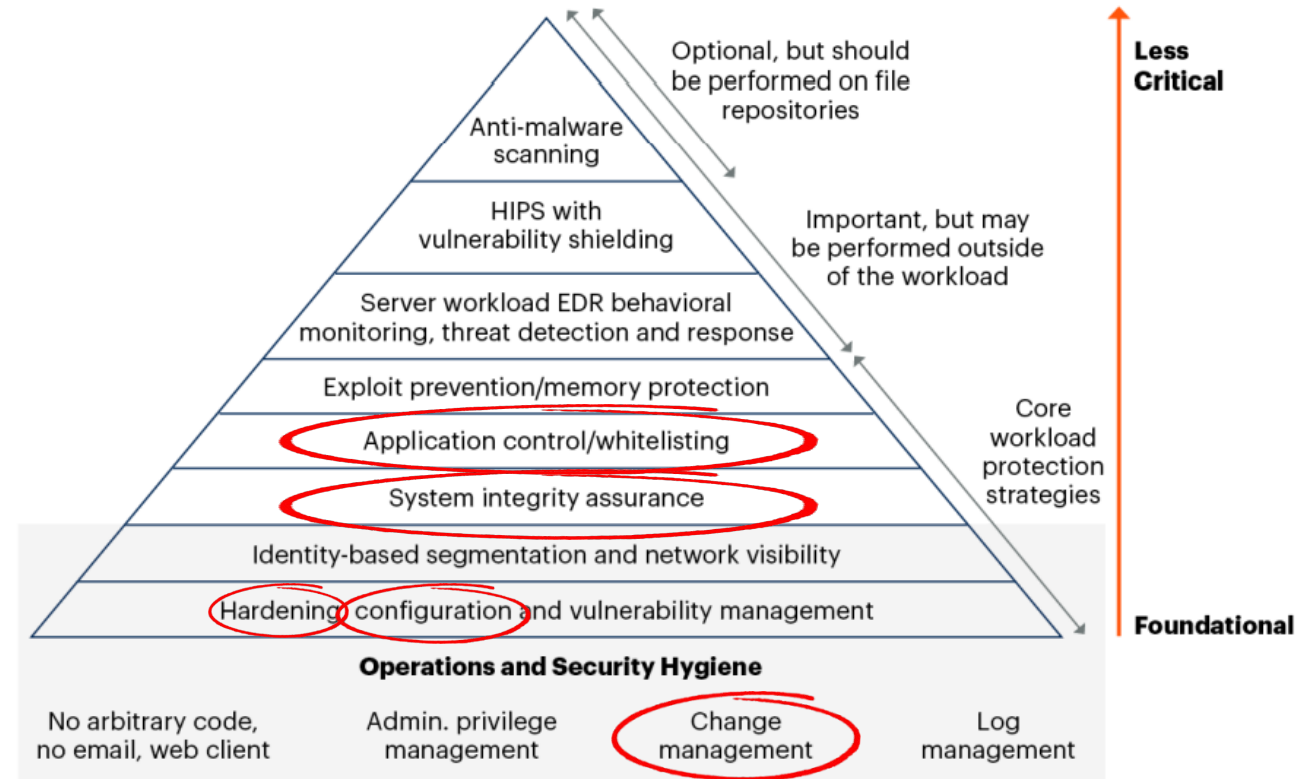 Optional, but should
be performed on file
repositories
Less
Critical
Anti-malware
scanning
HIPS with
vulnerability shielding
Important, but may
be performed outside
of the workload
Server workload EDR behavioral
monitoring, threat detection and response
Exploit prevention/memory protection
Application control/whitelisting
Core
workload
protection
strategies
System integrity assurance
Identity-based segmentation and network visibility
Hardening configuration and vulnerability management
Foundational
Operations and Security Hygiene
No arbitrary code,
no email, web client
Admin. privilege
management
Change
management
Log
management